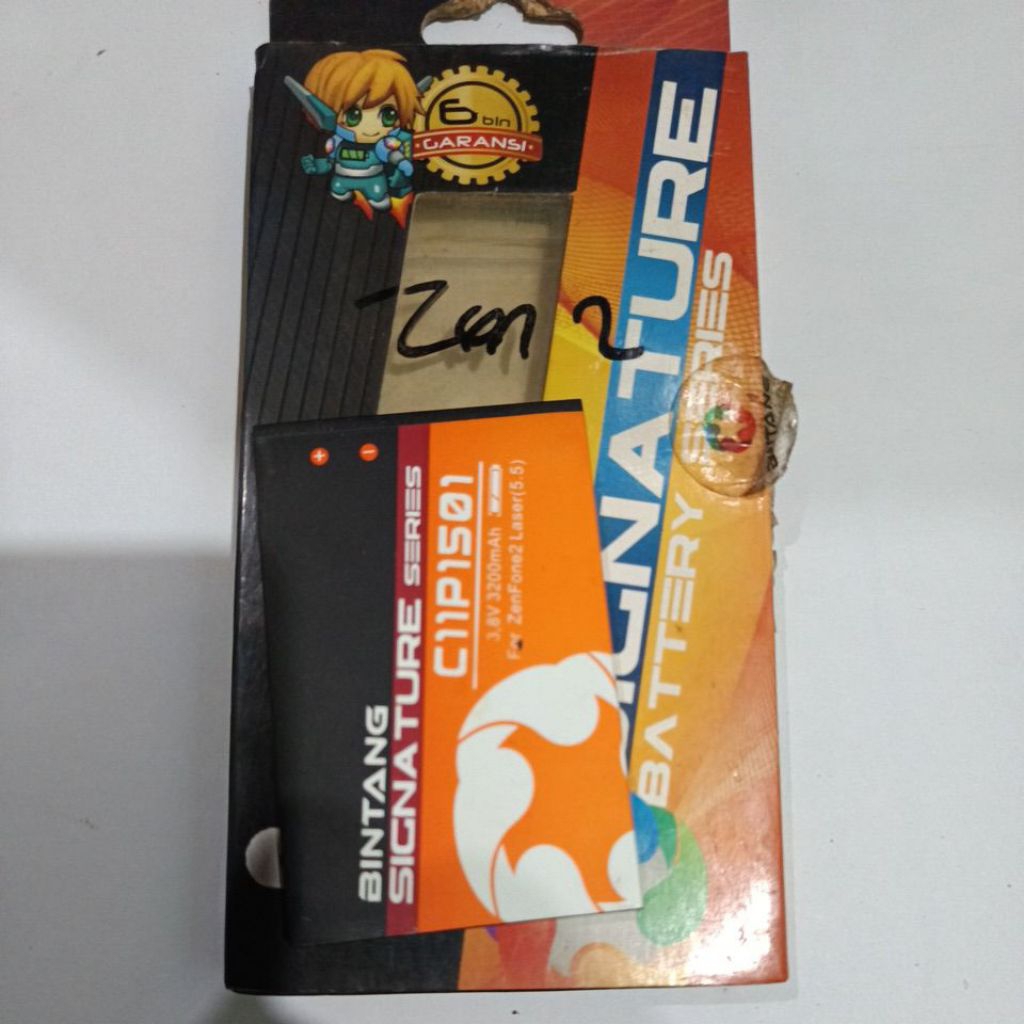 6 bln
GARANSI
SIGNATURE
BATTERY SERIES
Zen 2
BINTANG
BINTANG
SIGNATURE SERIES
C11P1501
3.8V 3200mAh
For ZenFone2 Laser(5.5)